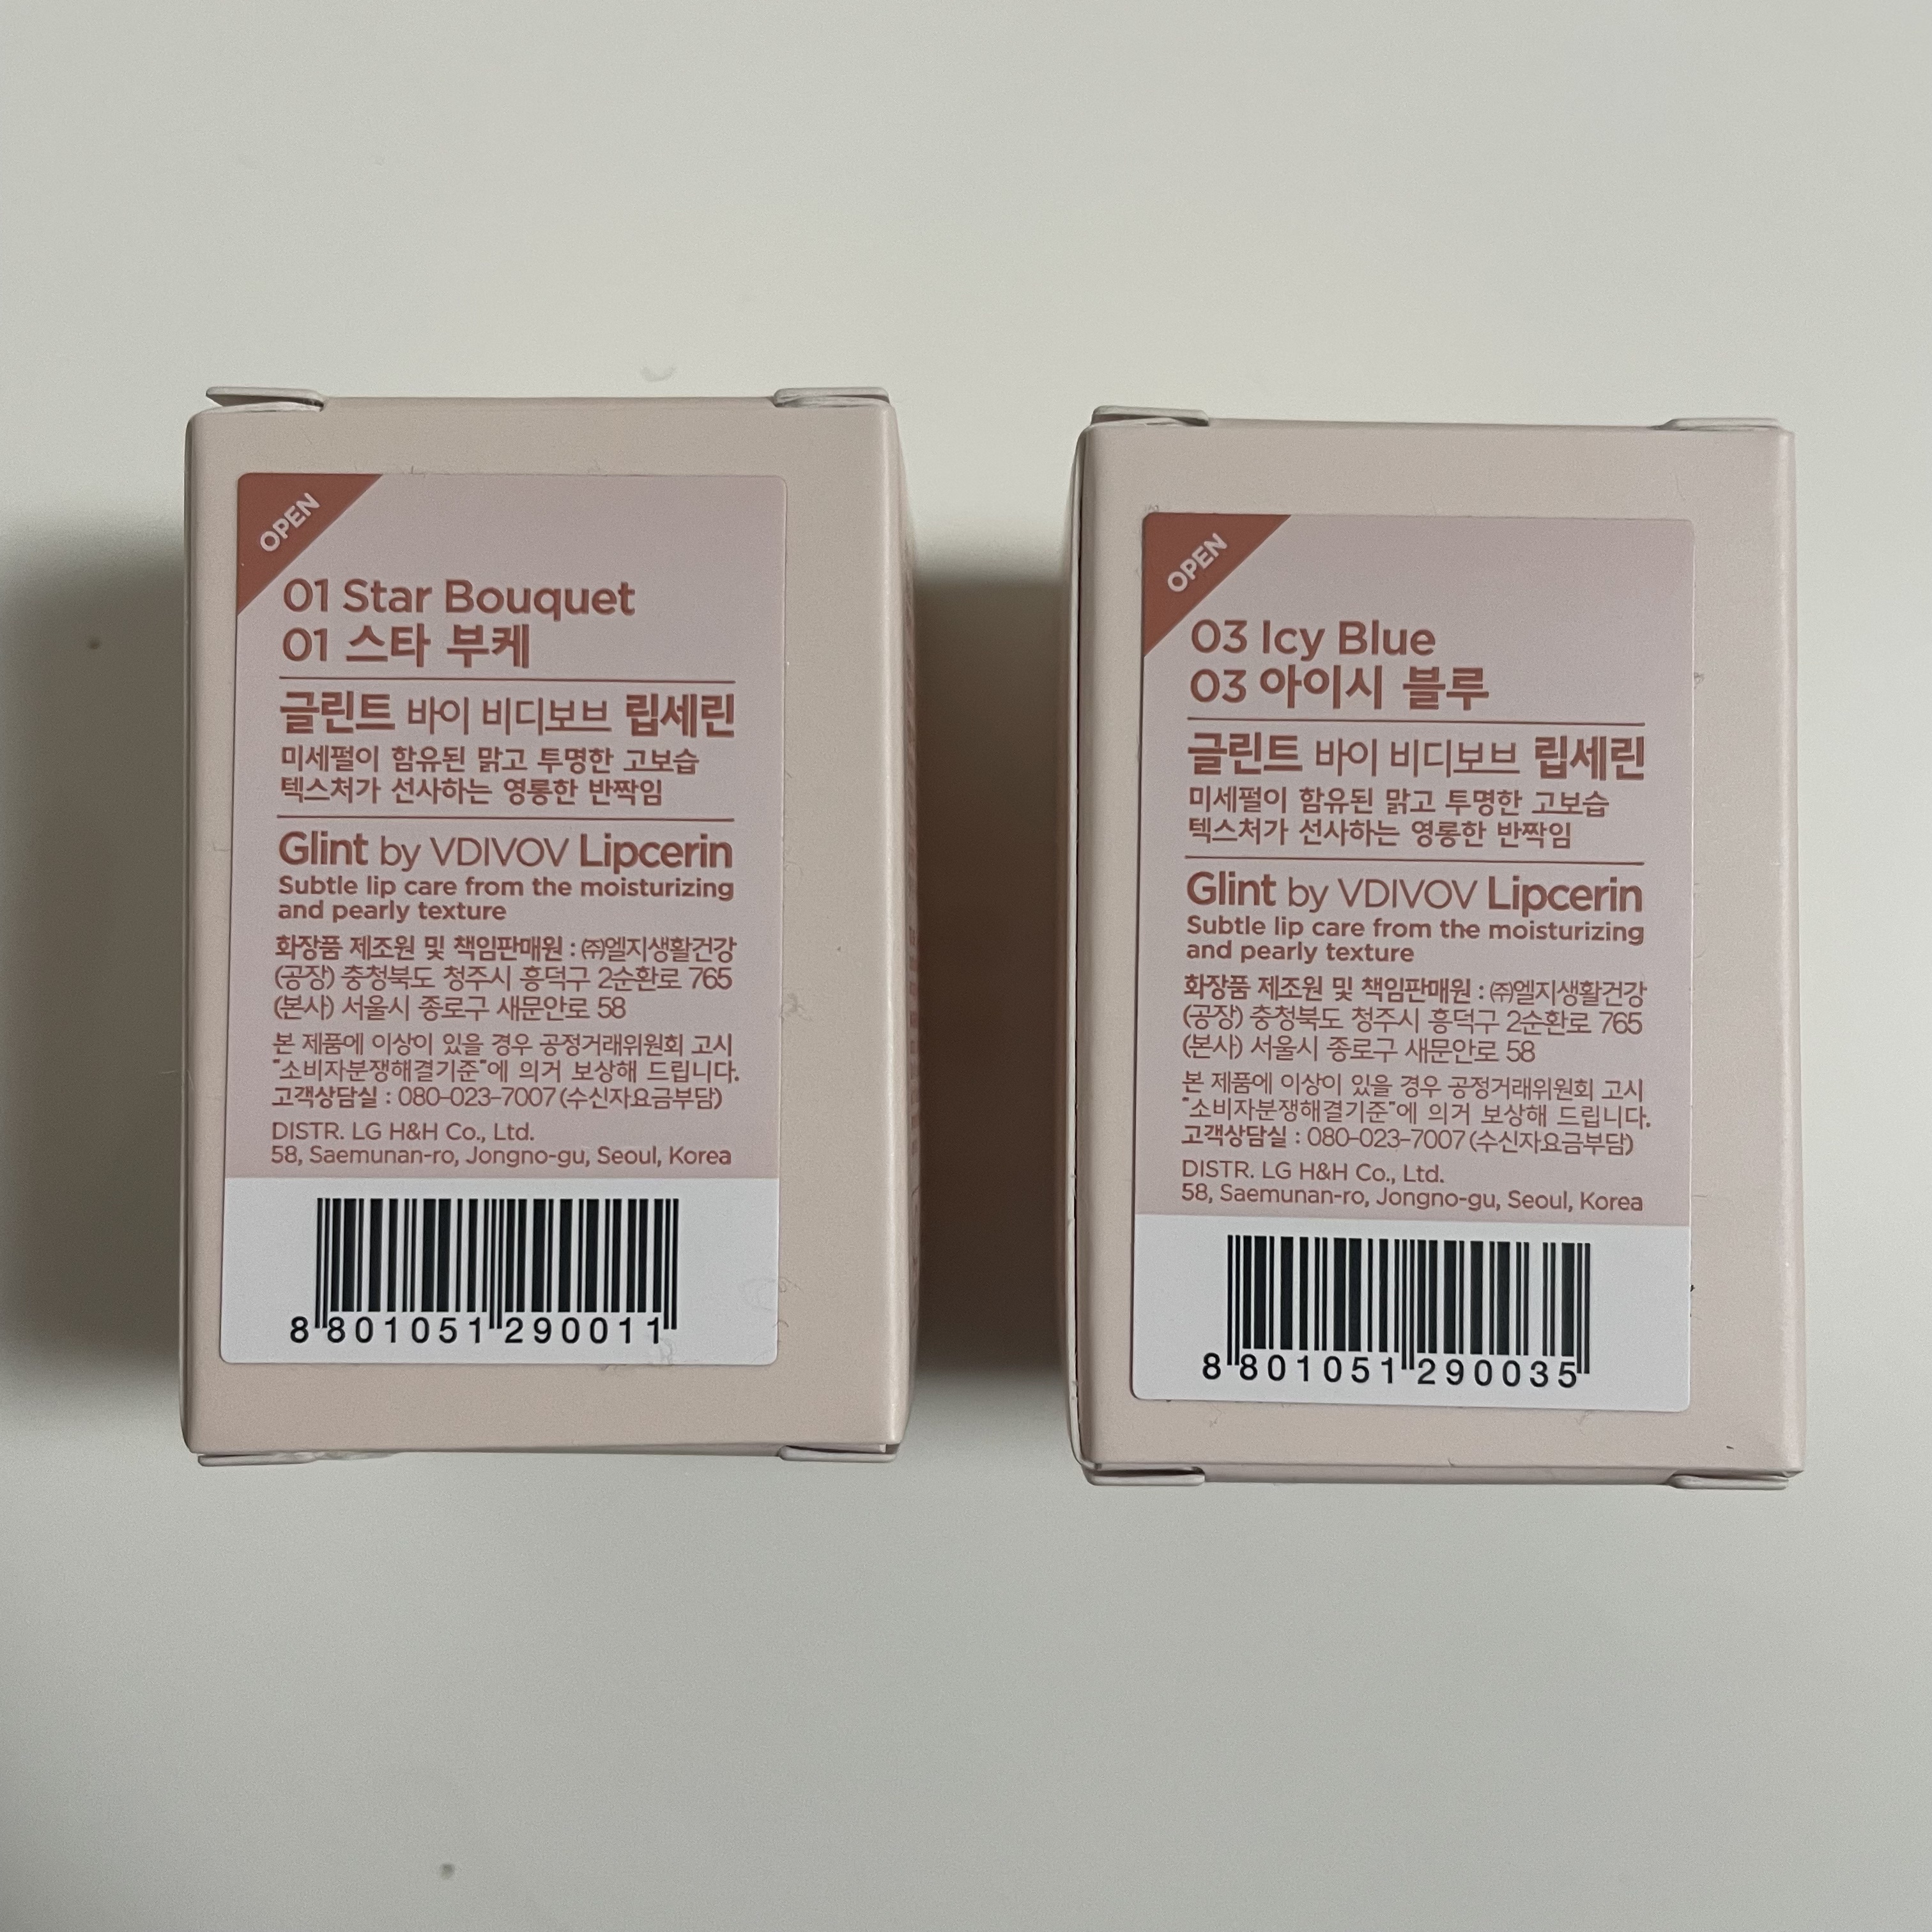 OPEN
01 Star Bouquet
01 스타 부케
글린트 바이 비디보브 립세린
미세펄이 함유된 맑고 투명한 고보습
텍스처가 선사하는 영롱한 반짝임
Glint by VDIVOV Lipcerin
Subtle lip care from the moisturizing
and pearly texture
화장품 제조원 및 책임판매원 : ㈜엘지생활건강
(공장) 충청북도 청주시 흥덕구 2순환로 765
(본사) 서울시 종로구 새문안로 58
본 제품에 이상이 있을 경우 공정거래위원회 고시
"소비자분쟁해결기준"에 의거 보상해 드립니다.
고객상담실 : 080-023-7007 (수신자요금부담)
DISTR. LG H&H Co., Ltd.
58, Saemunan-ro, Jongno-gu, Seoul, Korea
8 801051 290011
OPEN
03 Icy Blue
03 아이시 블루
글린트 바이 비디보브 립세린
미세펄이 함유된 맑고 투명한 고보습
텍스처가 선사하는 영롱한 반짝임
Glint by VDIVOV Lipcerin
Subtle lip care from the moisturizing
and pearly texture
화장품 제조원 및 책임판매원 : ㈜엘지생활건강
(공장) 충청북도 청주시 흥덕구 2순환로 765
(본사) 서울시 종로구 새문안로 58
본 제품에 이상이 있을 경우 공정거래위원회 고시
"소비자분쟁해결기준"에 의거 보상해 드립니다.
고객상담실 : 080-023-7007 (수신자요금부담)
DISTR. LG H&H Co., Ltd.
58, Saemunan-ro, Jongno-gu, Seoul, Korea
8 801051 290035